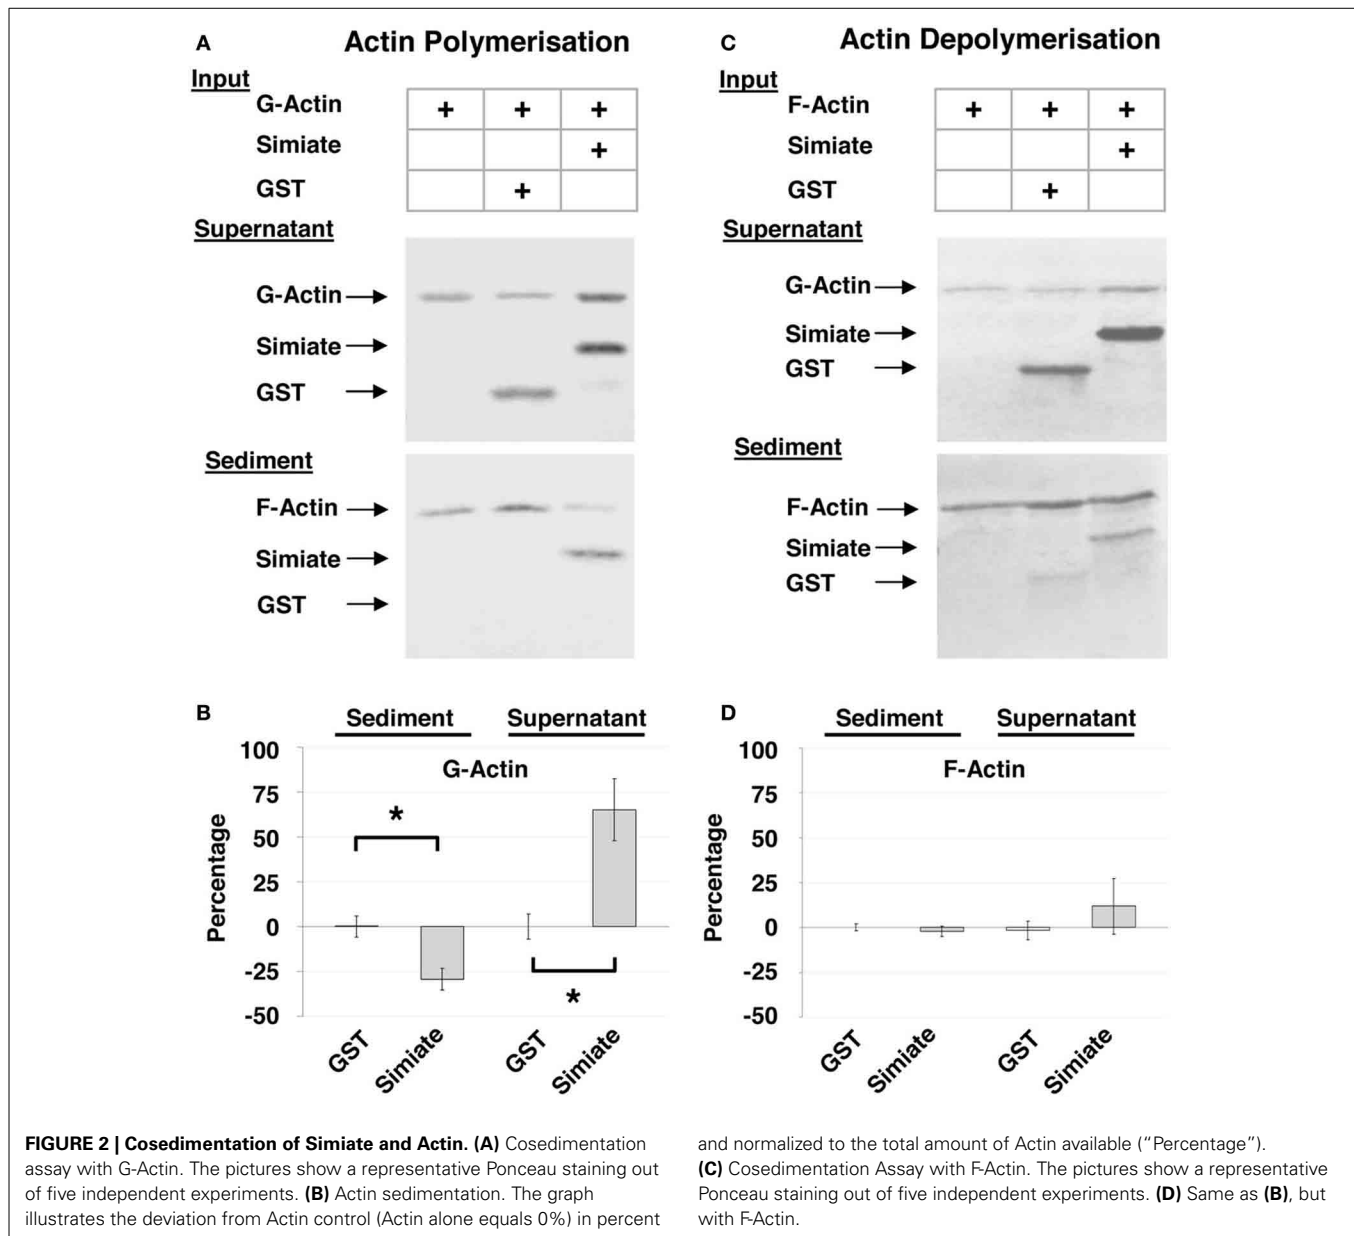 A
Actin Polymerisation
Input
G-Actin + + +
Simiate +
GST +
Supernatant
G-Actin
Simiate
GST
Sediment
F-Actin
Simiate
GST
C
Actin Depolymerisation
Input
F-Actin + + +
Simiate +
GST +
Supernatant
G-Actin
Simiate
GST
Sediment
F-Actin
Simiate
GST
B
Sediment Supernatant
G-Actin
Percentage
100
75
50
25
0
-25
-50
*
*
GST Simiate GST Simiate
D
Sediment Supernatant
F-Actin
Percentage
100
75
50
25
0
-25
-50
GST Simiate GST Simiate
FIGURE 2 | Cosedimentation of Simiate and Actin. (A) Cosedimentation
assay with G-Actin. The pictures show a representative Ponceau staining out
of five independent experiments. (B) Actin sedimentation. The graph
illustrates the deviation from Actin control (Actin alone equals 0%) in percent
and normalized to the total amount of Actin available (“Percentage”).
(C) Cosedimentation Assay with F-Actin. The pictures show a representative
Ponceau staining out of five independent experiments. (D) Same as (B), but
with F-Actin.